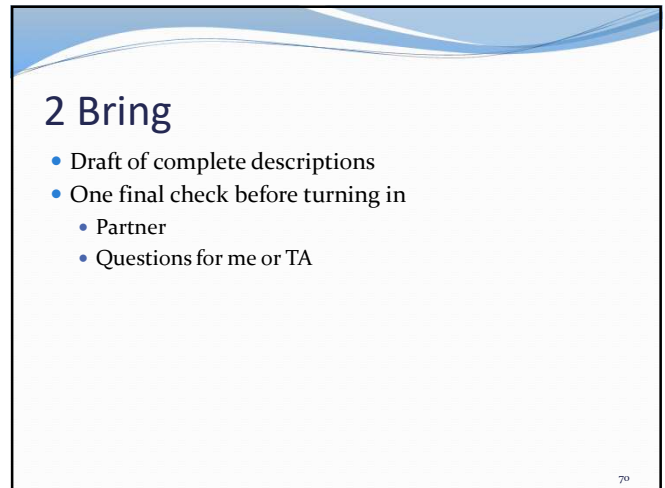 2 Bring
• Draft of complete descriptions
• One final check before turning in
• Partner
• Questions for me or TA
70